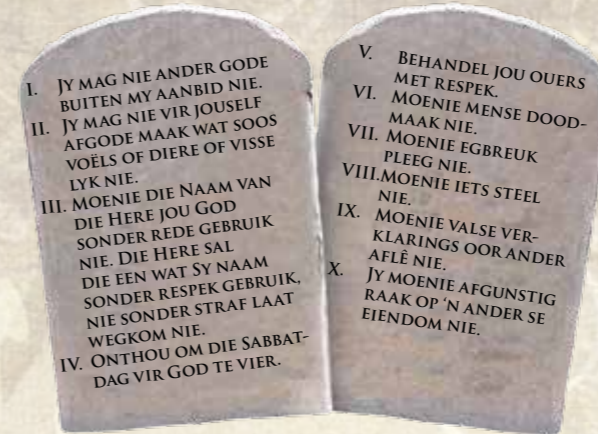 I. JY MAG NIE ANDER GODE
BUITEN MY AANBID NIE.
II. JY MAG NIE VIR JOUSELF
AFGODE MAAK WAT SOOS
VOËLS OF DIERE OF VISSE
LYK NIE.
III. MOENIE DIE NAAM VAN
DIE HERE JOU GOD
SONDER REDE GEBRUIK
NIE. DIE HERE SAL
DIE EEN WAT SY NAAM
SONDER RESPEK GEBRUIK,
NIE SONDER STRAF LAAT
WEGKOM NIE.
IV. ONTHOU OM DIE SABBAT-
DAG VIR GOD TE VIER.
V. BEHANDEL JOU OUERS
MET RESPEK.
VI. MOENIE MENSE DOOD-
MAAK NIE.
VII. MOENIE EGBREUK
PLEEG NIE.
VIII.MOENIE IETS STEEL
NIE.
IX. MOENIE VALSE VER-
KLARINGS OOR ANDER
AFLÊ NIE.
X. JY MOENIE AFGUNSTIG
RAAK OP 'N ANDER SE
EIENDOM NIE.